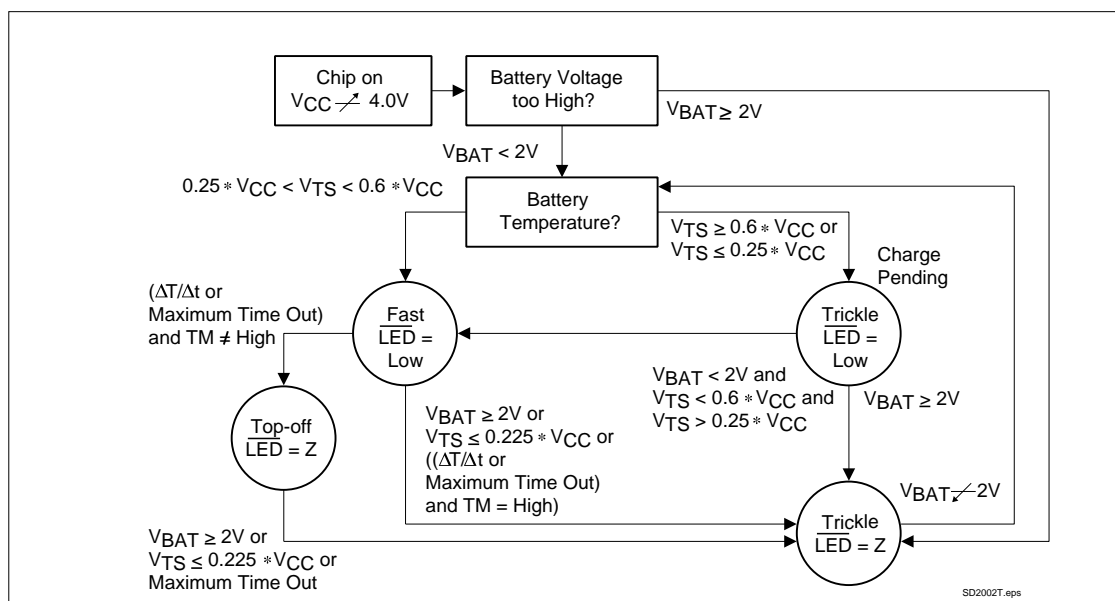 Chip on
VCC 4.0V
Battery Voltage
too High?
VBAT ≥ 2V
VBAT < 2V
0.25 * VCC < VTS < 0.6 * VCC
Battery
Temperature?
VTS ≥ 0.6 * VCC or
VTS ≤ 0.25 * VCC
Charge
Pending
(ΔT/Δt or
Maximum Time Out)
and TM ≠ High
Fast
LED =
Low
Trickle
LED =
Low
VBAT < 2V and
VTS < 0.6 * VCC and
VTS > 0.25 * VCC
VBAT ≥ 2V
Top-off
LED = Z
VBAT ≥ 2V or
VTS ≤ 0.225 * VCC or
((ΔT/Δt or
Maximum Time Out)
and TM = High)
VBAT 2V
Trickle
LED = Z
VBAT ≥ 2V or
VTS ≤ 0.225 * VCC or
Maximum Time Out
SD2002T.eps